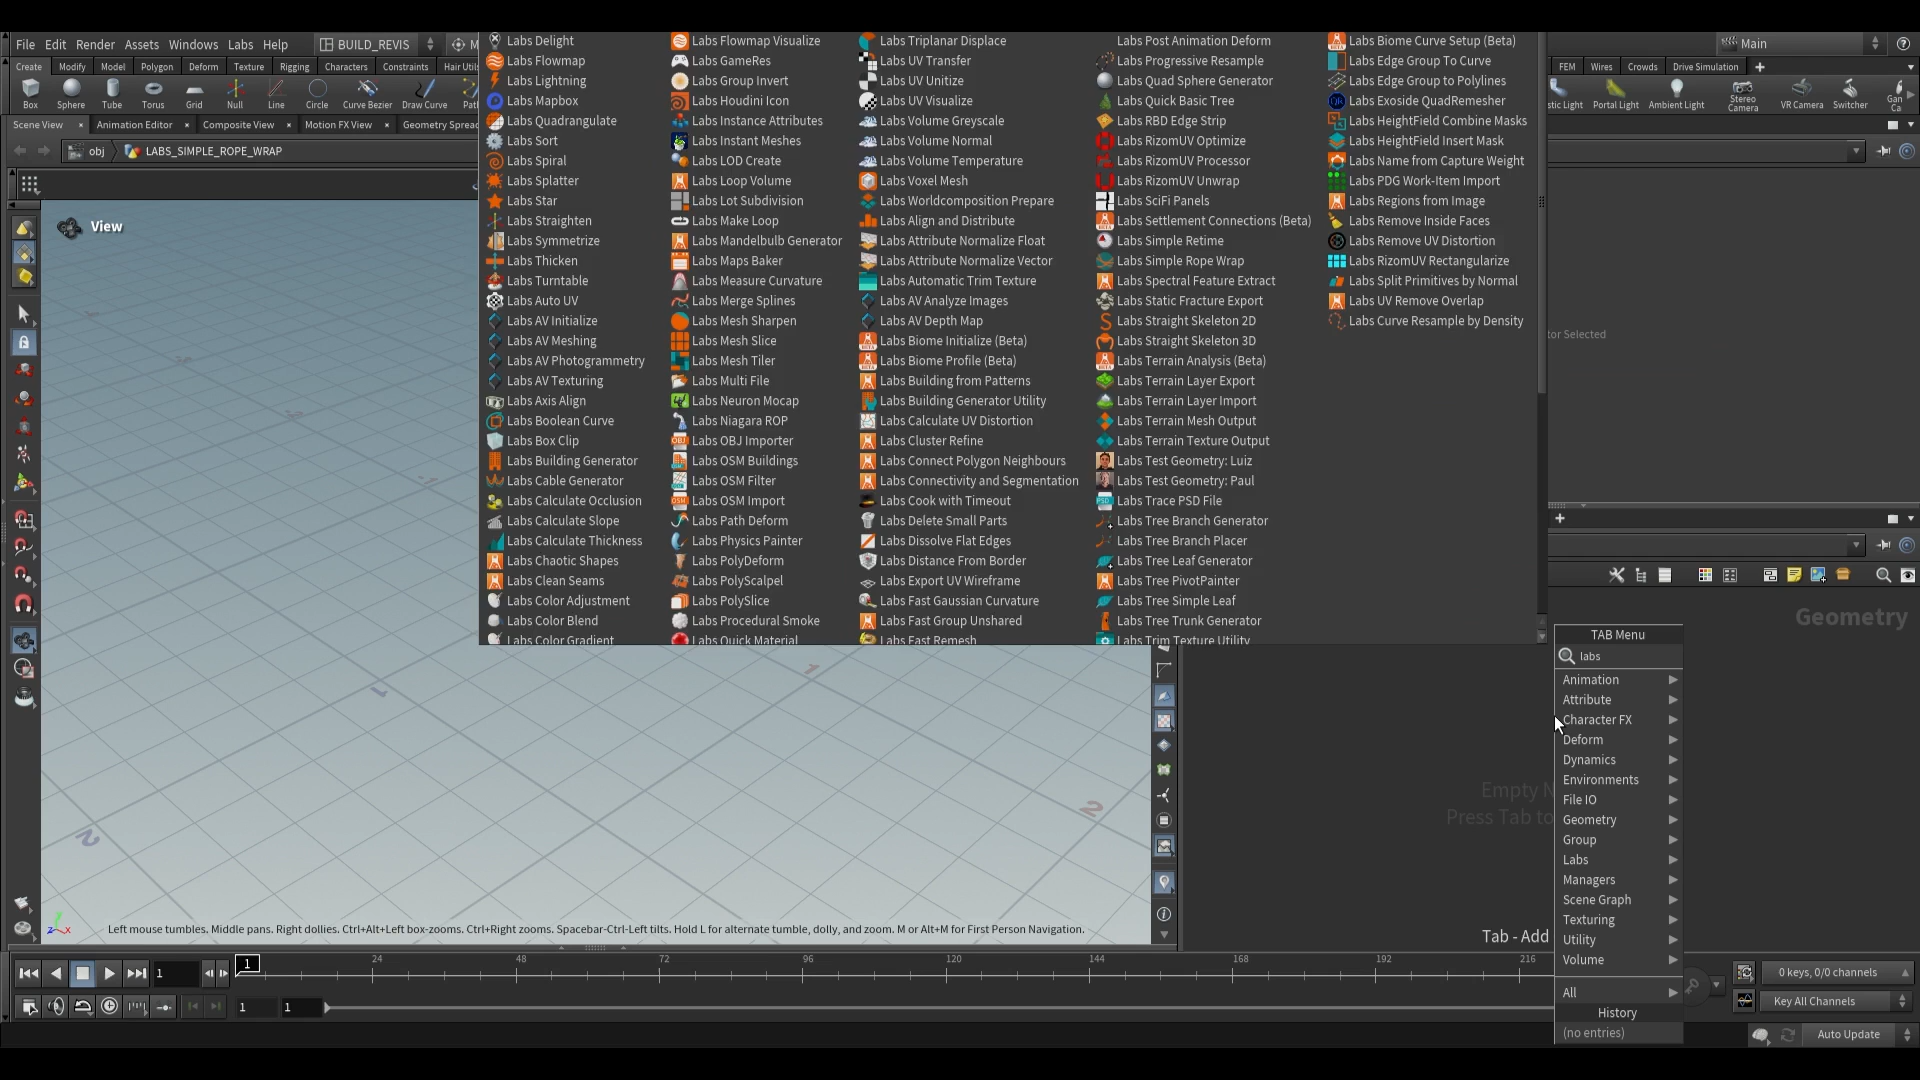 File Edit Render Assets Windows Labs Help BUILD_REVIS
Main
Create Modify Model Polygon Deform Texture Rigging Characters Constraints Hair Utils
FEM Wires Crowds Drive Simulation
Box Sphere Tube Torus Grid Null Line Circle Curve Bezier Draw Curve
Portal Light Ambient Light Stereo Camera VR Camera Switcher
Scene View Animation Editor Composite View Motion FX View Geometry Spread
obj LABS_SIMPLE_ROPE_WRAP
View
Labs Delight
Labs Flowmap
Labs Lightning
Labs Mapbox
Labs Quadrangulate
Labs Sort
Labs Spiral
Labs Splatter
Labs Star
Labs Straighten
Labs Symmetrize
Labs Thicken
Labs Turntable
Labs Auto UV
Labs AV Initialize
Labs AV Meshing
Labs AV Photogrammetry
Labs AV Texturing
Labs Axis Align
Labs Boolean Curve
Labs Box Clip
Labs Building Generator
Labs Cable Generator
Labs Calculate Occlusion
Labs Calculate Slope
Labs Calculate Thickness
Labs Chaotic Shapes
Labs Clean Seams
Labs Color Adjustment
Labs Color Blend
Labs Color Gradient
Labs Flowmap Visualize
Labs GameRes
Labs Group Invert
Labs Houdini Icon
Labs Instance Attributes
Labs Instant Meshes
Labs LOD Create
Labs Loop Volume
Labs Lot Subdivision
Labs Make Loop
Labs Mandelbulb Generator
Labs Maps Baker
Labs Measure Curvature
Labs Merge Splines
Labs Mesh Sharpen
Labs Mesh Slice
Labs Mesh Tiler
Labs Multi File
Labs Neuron Mocap
Labs Niagara ROP
Labs OBJ Importer
Labs OSM Buildings
Labs OSM Filter
Labs OSM Import
Labs Path Deform
Labs Physics Painter
Labs PolyDeform
Labs PolyScalpel
Labs PolySlice
Labs Procedural Smoke
Labs Quick Material
Labs Triplanar Displace
Labs UV Transfer
Labs UV Unitize
Labs UV Visualize
Labs Volume Greyscale
Labs Volume Normal
Labs Volume Temperature
Labs Voxel Mesh
Labs Worldcomposition Prepare
Labs Align and Distribute
Labs Attribute Normalize Float
Labs Attribute Normalize Vector
Labs Automatic Trim Texture
Labs AV Analyze Images
Labs AV Depth Map
Labs Biome Initialize (Beta)
Labs Biome Profile (Beta)
Labs Building from Patterns
Labs Building Generator Utility
Labs Calculate UV Distortion
Labs Cluster Refine
Labs Connect Polygon Neighbours
Labs Connectivity and Segmentation
Labs Cook with Timeout
Labs Delete Small Parts
Labs Dissolve Flat Edges
Labs Distance From Border
Labs Export UV Wireframe
Labs Fast Gaussian Curvature
Labs Fast Group Unshared
Labs Fast Remesh
Labs Post Animation Deform
Labs Progressive Resample
Labs Quad Sphere Generator
Labs Quick Basic Tree
Labs RBD Edge Strip
Labs RizomUV Optimize
Labs RizomUV Processor
Labs RizomUV Unwrap
Labs SciFi Panels
Labs Settlement Connections (Beta)
Labs Simple Retime
Labs Simple Rope Wrap
Labs Spectral Feature Extract
Labs Static Fracture Export
Labs Straight Skeleton 2D
Labs Straight Skeleton 3D
Labs Terrain Analysis (Beta)
Labs Terrain Layer Export
Labs Terrain Layer Import
Labs Terrain Mesh Output
Labs Terrain Texture Output
Labs Test Geometry: Luiz
Labs Test Geometry: Paul
Labs Trace PSD File
Labs Tree Branch Generator
Labs Tree Branch Placer
Labs Tree Leaf Generator
Labs Tree PivotPainter
Labs Tree Simple Leaf
Labs Tree Trunk Generator
Labs Trim Texture Utility
Labs Biome Curve Setup (Beta)
Labs Edge Group To Curve
Labs Edge Group to Polylines
Labs Exoside QuadRemesher
Labs HeightField Combine Masks
Labs HeightField Insert Mask
Labs Name from Capture Weight
Labs PDG Work-Item Import
Labs Regions from Image
Labs Remove Inside Faces
Labs Remove UV Distortion
Labs RizomUV Rectangularize
Labs Split Primitives by Normal
Labs UV Remove Overlap
Labs Curve Resample by Density
tor Selected
Geometry
Empty N
Press Tab to
Tab - Add
TAB Menu
labs
Animation
Attribute
Character FX
Deform
Dynamics
Environments
File IO
Geometry
Group
Labs
Managers
Scene Graph
Texturing
Utility
Volume
All
History
(no entries)
1
2
2
Left mouse tumbles. Middle pans. Right dollies. Ctrl+Alt+Left box-zooms. Ctrl+Right zooms. Spacebar-Ctrl-Left tilts. Hold L for alternate tumble, dolly, and zoom. M or Alt+M for First Person Navigation.
1 1 24 48 72 96 120 144 168 192 216
0 keys, 0/0 channels
1 1
Key All Channels
Auto Update